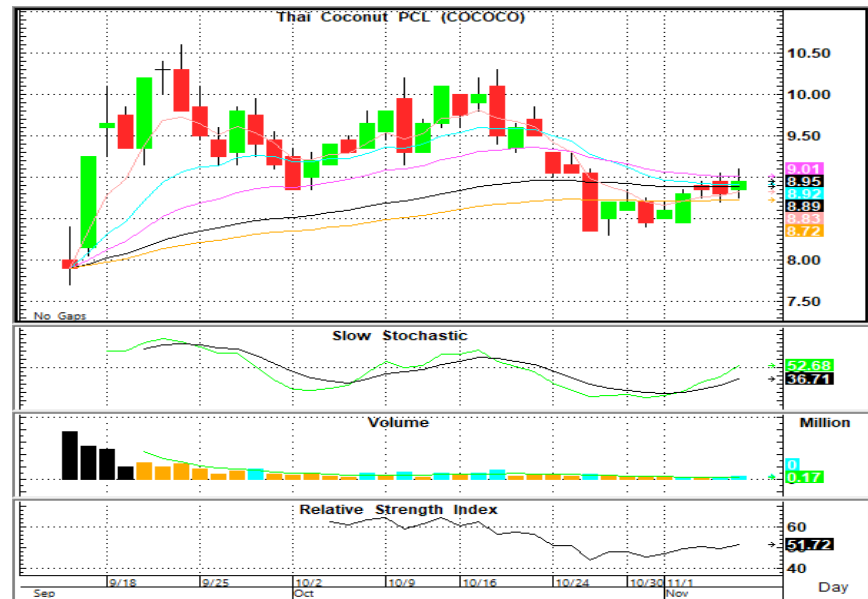 Thai Coconut PCL (COCOCO)
10.50
10.00
9.50
9.01
8.95
8.92
8.89
8.83
8.72
8.00
7.50
No Gaps
Slow Stochastic
52.68
36.71
Volume
Million
0
0.17
Relative Strength Index
60
51.72
40
9/18 9/25 10/2 10/9 10/16 10/24 10/30 11/1
Sep Oct Nov Day